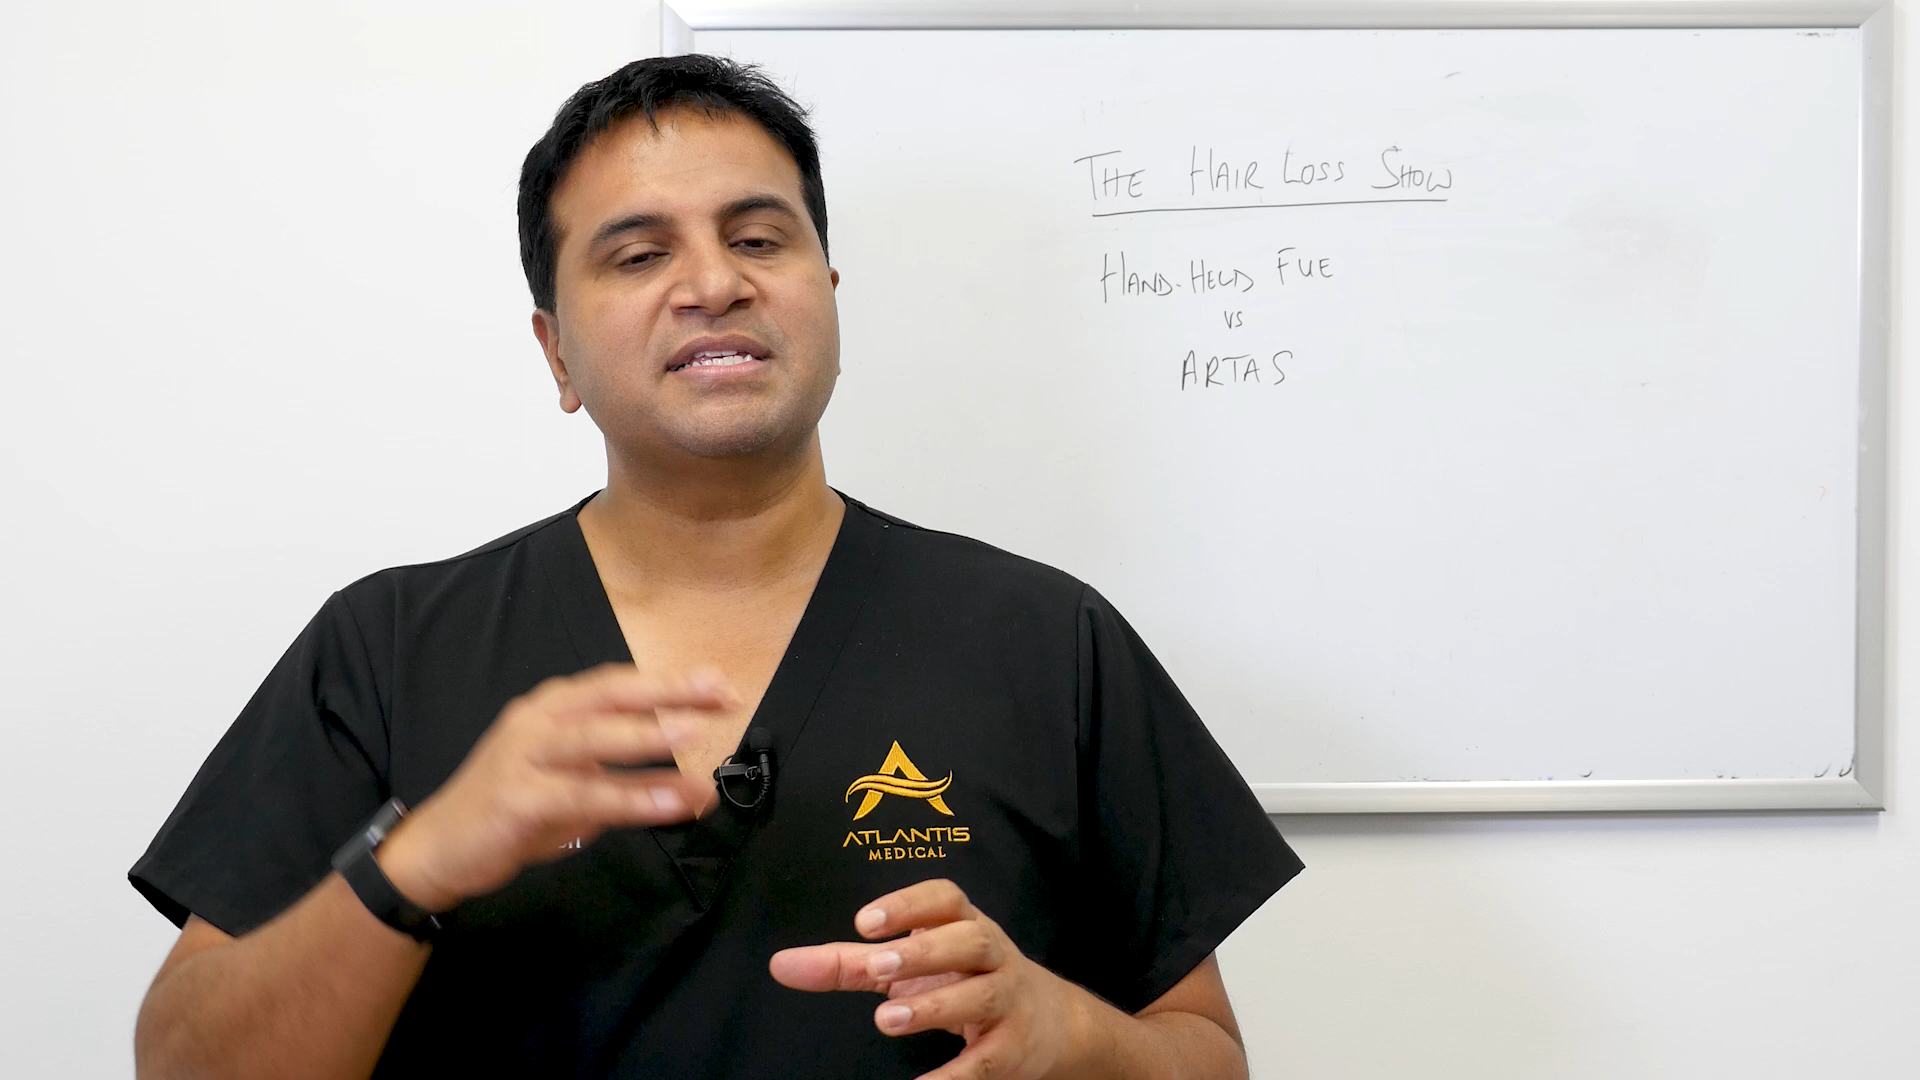 THE HAIR LOSS SHOW
HAND-HELD FUE
VS
ARTAS
ATLANTIS
MEDICAL